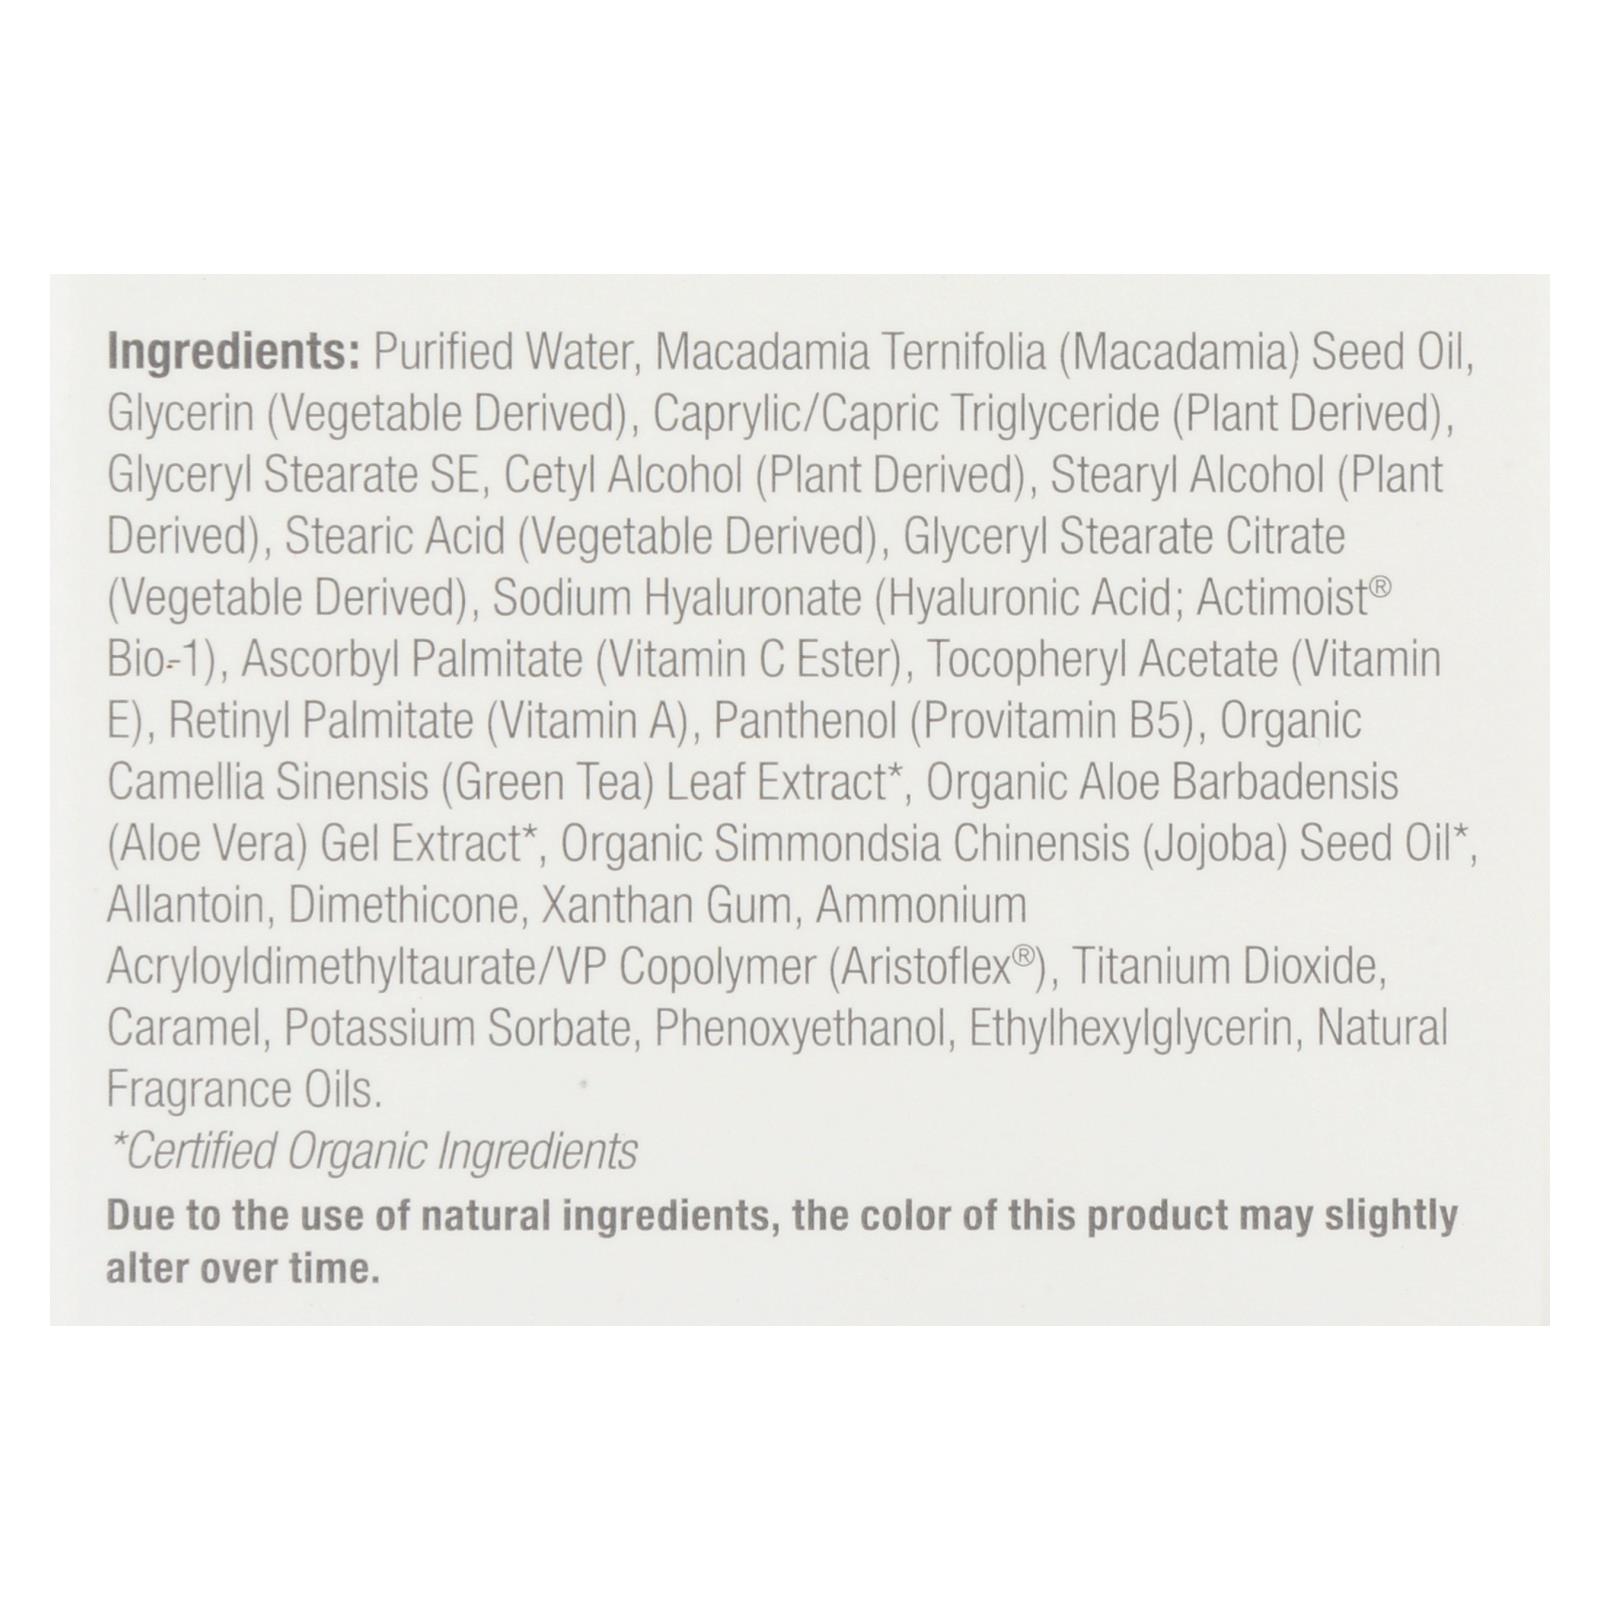 Ingredients: Purified Water, Macadamia Ternifolia (Macadamia) Seed Oil,
Glycerin (Vegetable Derived), Caprylic/Capric Triglyceride (Plant Derived),
Glyceryl Stearate SE, Cetyl Alcohol (Plant Derived), Stearyl Alcohol (Plant
Derived), Stearic Acid (Vegetable Derived), Glyceryl Stearate Citrate
(Vegetable Derived), Sodium Hyaluronate (Hyaluronic Acid; Actimoist®
Bio-1), Ascorbyl Palmitate (Vitamin C Ester), Tocopheryl Acetate (Vitamin
E), Retinyl Palmitate (Vitamin A), Panthenol (Provitamin B5), Organic
Camellia Sinensis (Green Tea) Leaf Extract*, Organic Aloe Barbadensis
(Aloe Vera) Gel Extract*, Organic Simmondsia Chinensis (Jojoba) Seed Oil*,
Allantoin, Dimethicone, Xanthan Gum, Ammonium
Acryloyldimethyltaurate/VP Copolymer (Aristoflex®), Titanium Dioxide,
Caramel, Potassium Sorbate, Phenoxyethanol, Ethylhexylglycerin, Natural
Fragrance Oils.
*Certified Organic Ingredients
Due to the use of natural ingredients, the color of this product may slightly
alter over time.